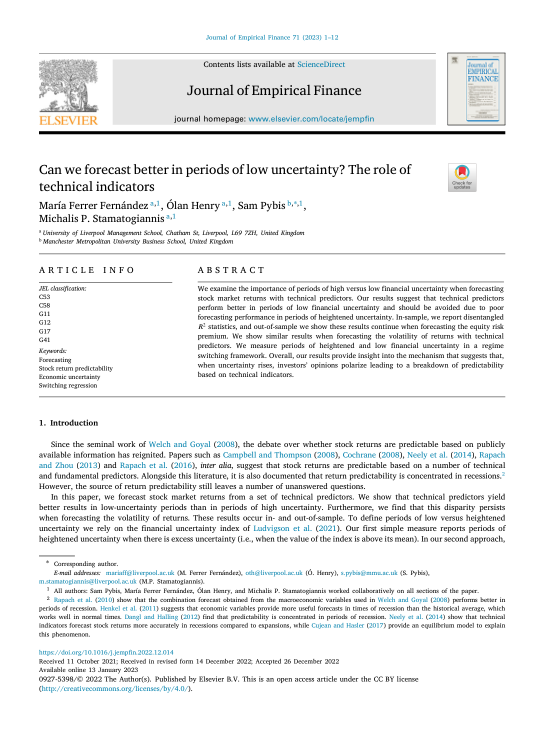 Journal of Empirical Finance 71 (2023) 1–12
Contents lists available at ScienceDirect
Journal of Empirical Finance
journal homepage: www.elsevier.com/locate/jempfin
ELSEVIER
Journal of
EMPIRICAL
FINANCE
Can we forecast better in periods of low uncertainty? The role of
technical indicators
Check for
updates
María Ferrer Fernández a,1, Ólan Henry a,1, Sam Pybis b,*,1,
Michalis P. Stamatogiannis a,1
a University of Liverpool Management School, Chatham St, Liverpool, L69 7ZH, United Kingdom
b Manchester Metropolitan University Business School, United Kingdom
ARTICLE INFO
JEL classification:
C53
C58
G11
G12
G17
G41
Keywords:
Forecasting
Stock return predictability
Economic uncertainty
Switching regression
ABSTRACT
We examine the importance of periods of high versus low financial uncertainty when forecasting
stock market returns with technical predictors. Our results suggest that technical predictors
perform better in periods of low financial uncertainty and should be avoided due to poor
forecasting performance in periods of heightened uncertainty. In-sample, we report disentangled
R² statistics, and out-of-sample we show these results continue when forecasting the equity risk
premium. We show similar results when forecasting the volatility of returns with technical
predictors. We measure periods of heightened and low financial uncertainty in a regime
switching framework. Overall, our results provide insight into the mechanism that suggests that,
when uncertainty rises, investors' opinions polarize leading to a breakdown of predictability
based on technical indicators.
1. Introduction
Since the seminal work of Welch and Goyal (2008), the debate over whether stock returns are predictable based on publicly
available information has reignited. Papers such as Campbell and Thompson (2008), Cochrane (2008), Neely et al. (2014), Rapach
and Zhou (2013) and Rapach et al. (2016), inter alia, suggest that stock returns are predictable based on a number of technical
and fundamental predictors. Alongside this literature, it is also documented that return predictability is concentrated in recessions.2
However, the source of return predictability still leaves a number of unanswered questions.
In this paper, we forecast stock market returns from a set of technical predictors. We show that technical predictors yield
better results in low-uncertainty periods than in periods of high uncertainty. Furthermore, we find that this disparity persists
when forecasting the volatility of returns. These results occur in- and out-of-sample. To define periods of low versus heightened
uncertainty we rely on the financial uncertainty index of Ludvigson et al. (2021). Our first simple measure reports periods of
heightened uncertainty when there is excess uncertainty (i.e., when the value of the index is above its mean). In our second approach,
* Corresponding author.
E-mail addresses: mariaff@liverpool.ac.uk (M. Ferrer Fernández), oth@liverpool.ac.uk (Ó. Henry), s.pybis@mmu.ac.uk (S. Pybis),
m.stamatogiannis@liverpool.ac.uk (M.P. Stamatogiannis).
1 All authors: Sam Pybis, María Ferrer Fernández, Ólan Henry, and Michalis P. Stamatogiannis worked collaboratively on all sections of the paper.
2 Rapach et al. (2010) show that the combination forecast obtained from the macroeconomic variables used in Welch and Goyal (2008) performs better in
periods of recession. Henkel et al. (2011) suggests that economic variables provide more useful forecasts in times of recession than the historical average, which
works well in normal times. Dangl and Halling (2012) find that predictability is concentrated in periods of recession. Neely et al. (2014) show that technical
indicators forecast stock returns more accurately in recessions compared to expansions, while Cujean and Hasler (2017) provide an equilibrium model to explain
this phenomenon.
https://doi.org/10.1016/j.jempfin.2022.12.014
Received 11 October 2021; Received in revised form 14 December 2022; Accepted 26 December 2022
Available online 13 January 2023
0927-5398/© 2022 The Author(s). Published by Elsevier B.V. This is an open access article under the CC BY license
(http://creativecommons.org/licenses/by/4.0/).